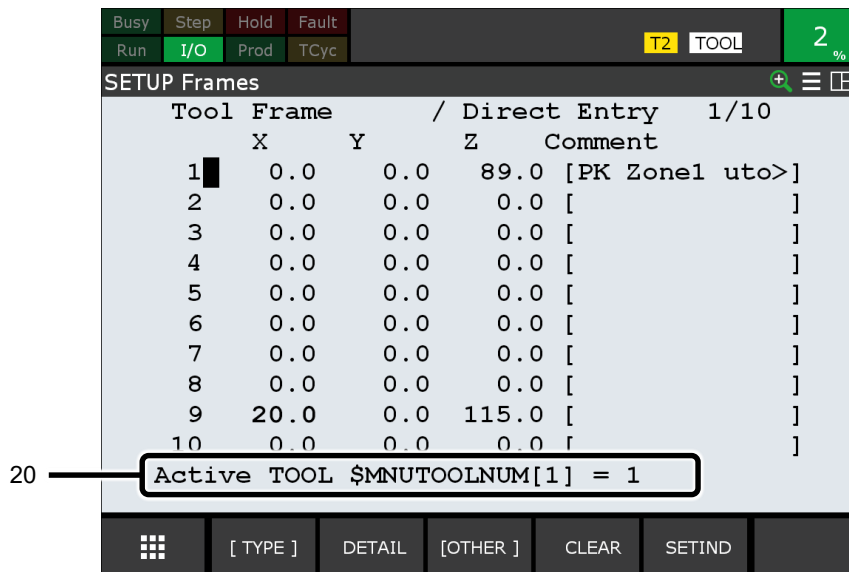 Busy Step Hold Fault
Run I/O Prod TCyc T2 TOOL 2 %
SETUP Frames
Tool Frame / Direct Entry 1/10
X Y Z Comment
1 0.0 0.0 89.0 [PK Zone1 uto>]
2 0.0 0.0 0.0 [ ]
3 0.0 0.0 0.0 [ ]
4 0.0 0.0 0.0 [ ]
5 0.0 0.0 0.0 [ ]
6 0.0 0.0 0.0 [ ]
7 0.0 0.0 0.0 [ ]
8 0.0 0.0 0.0 [ ]
9 20.0 0.0 115.0 [ ]
10 0.0 0.0 0.0 [ ]
20 Active TOOL $MNUTOOLNUM[1] = 1
[ TYPE ] DETAIL [OTHER ] CLEAR SETIND